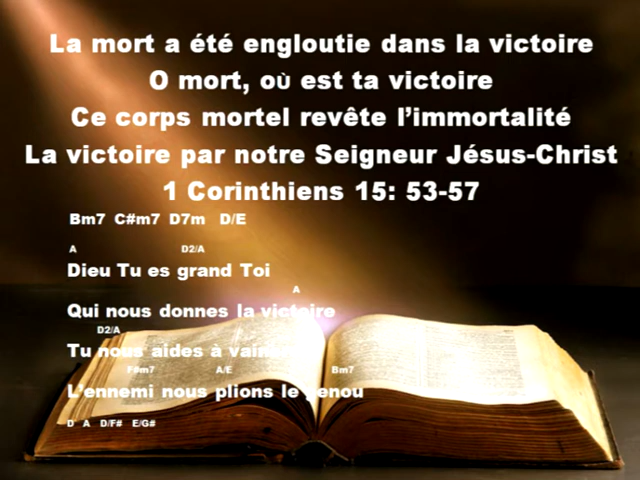 La mort a été engloutie dans la victoire
O mort, où est ta victoire
Ce corps mortel revête l’immortalité
La victoire par notre Seigneur Jésus-Christ
1 Corinthiens 15: 53-57
Bm7 C#m7 D7m D/E
A D2/A
Dieu Tu es grand Toi
A
Qui nous donnes la victoire
D2/A
Tu nous aides à
F#m7 A/E Bm7
L’ennemi nous plions le genou
D A D/F# E/G#